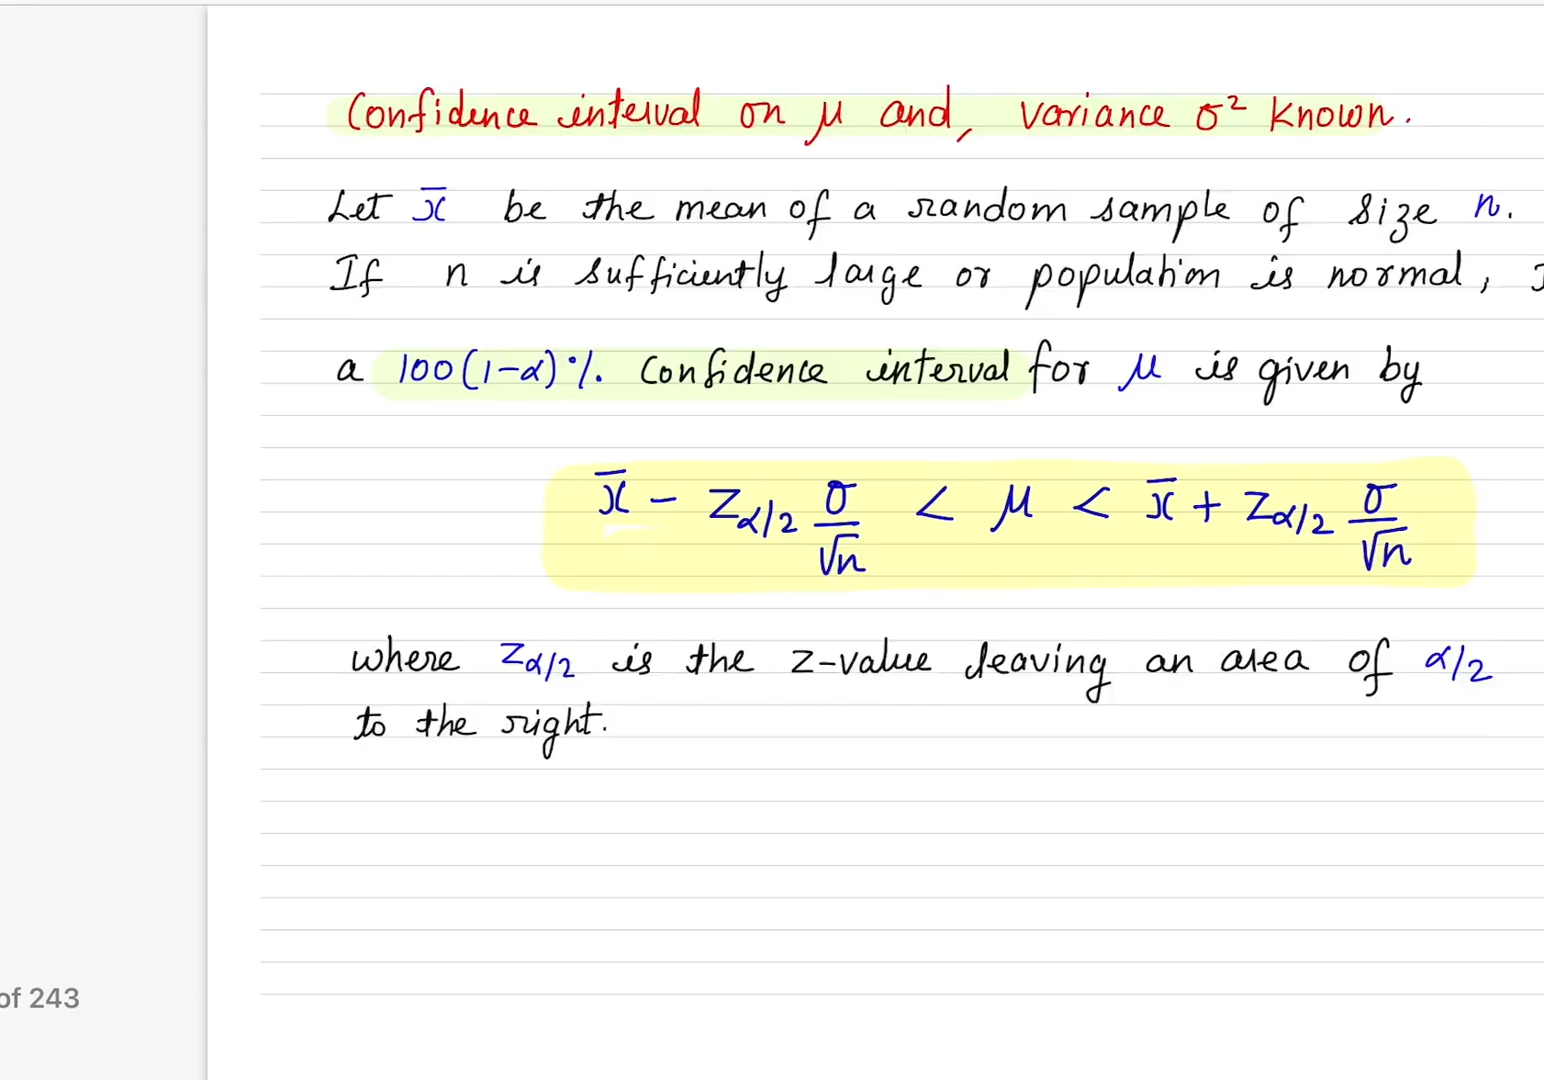 Confidence interval on μ and, variance σ² known.
Let x̄ be the mean of a random sample of size n.
If n is sufficiently large or population is normal,
a 100(1-α)%. Confidence interval for μ is given by
x̄ - Zα/2 σ/√n < μ < x̄ + Zα/2 σ/√n
where Zα/2 is the z-value leaving an area of α/2
to the right.
of 243